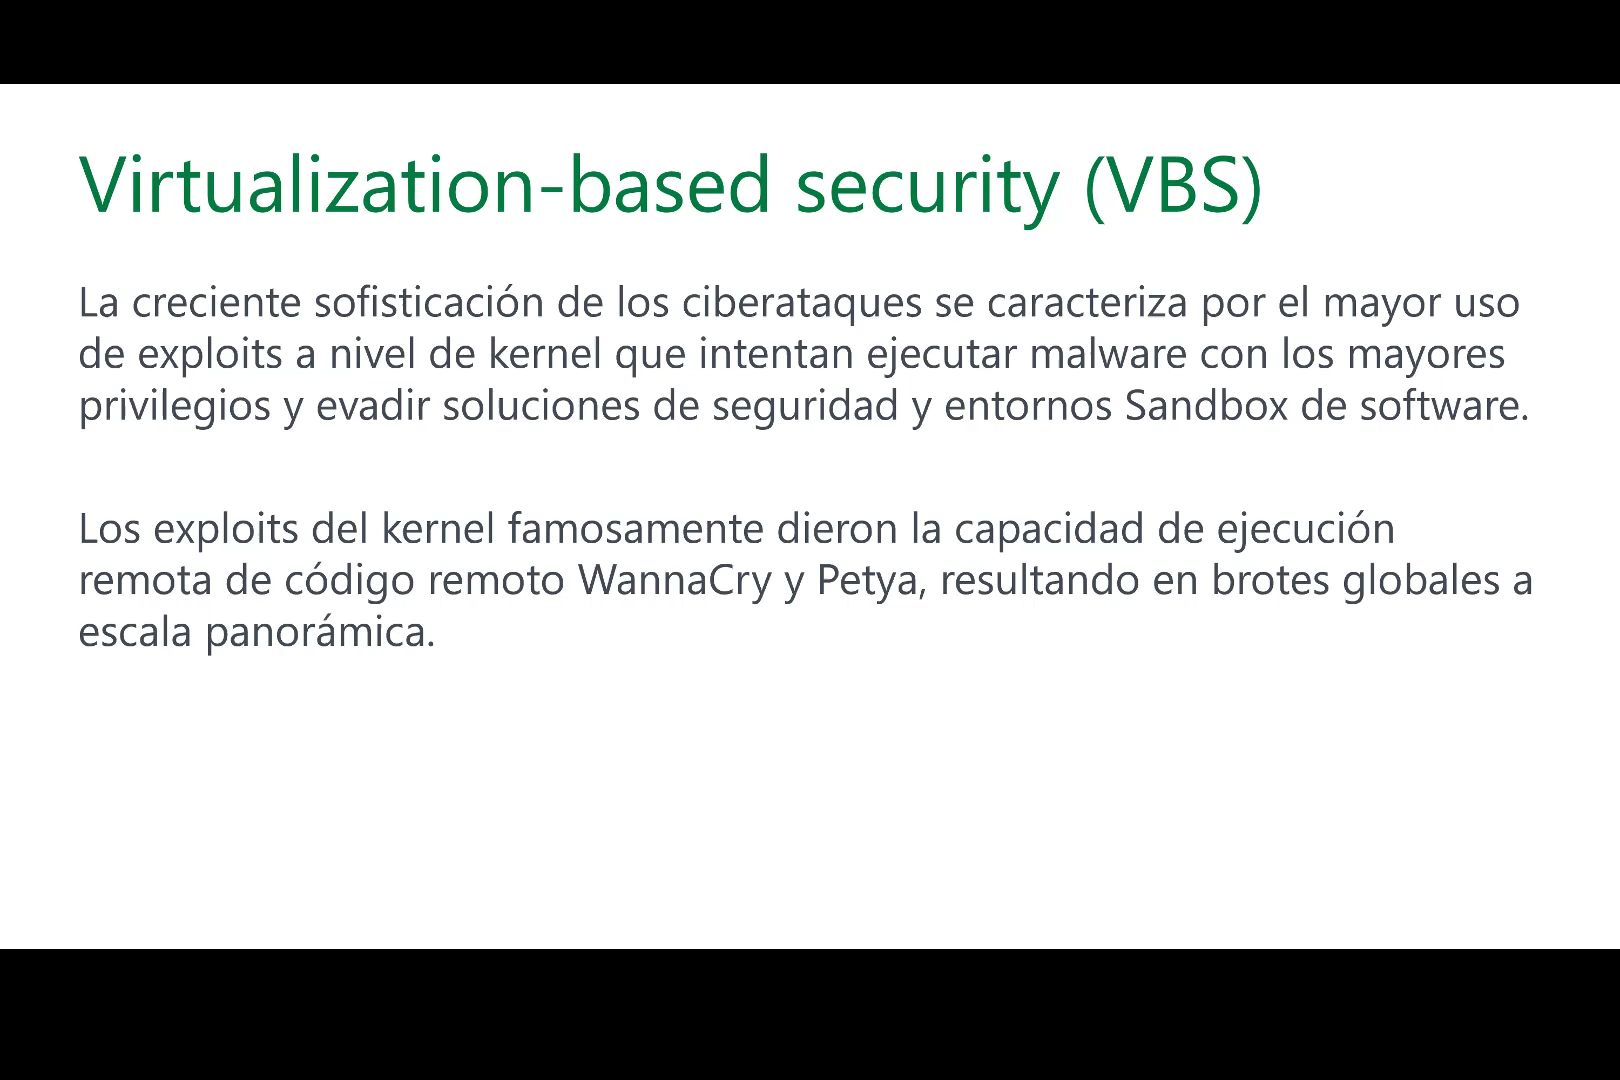 Virtualization-based security (VBS)
La creciente sofisticación de los ciberataques se caracteriza por el mayor uso
de exploits a nivel de kernel que intentan ejecutar malware con los mayores
privilegios y evadir soluciones de seguridad y entornos Sandbox de software.
Los exploits del kernel famosamente dieron la capacidad de ejecución
remota de código remoto WannaCry y Petya, resultando en brotes globales a
escala panorámica.